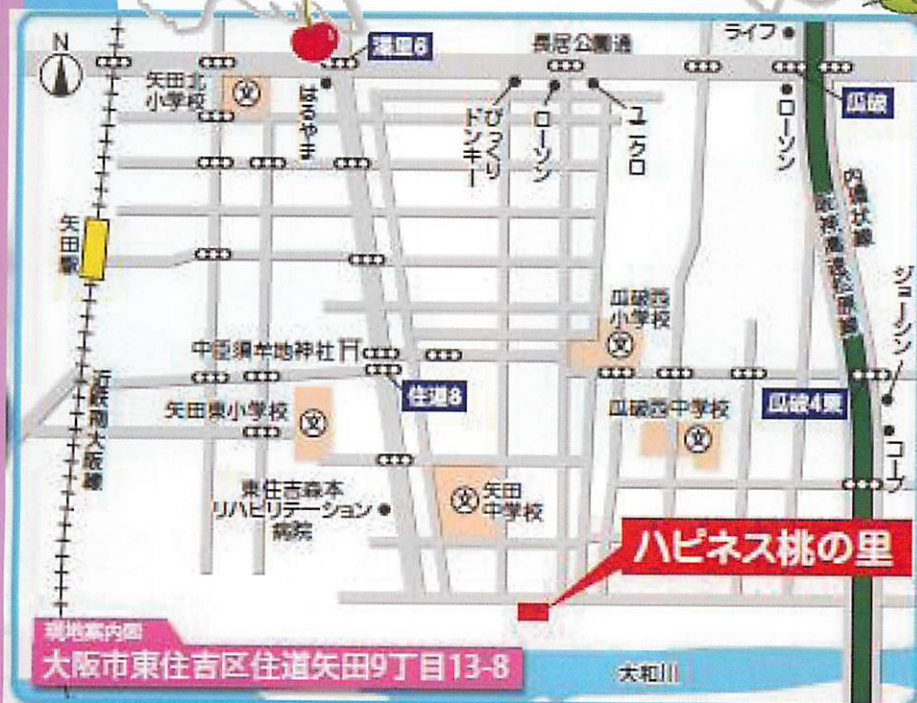 N
湯里6
長居公園通
ライフ
矢田北
小学校
文
はるやま
びっくり
ドンキー
ローソン
ユニクロ
ローソン
瓜破
内環状線
矢田駅
瓜破西
小学校
文
ジョーシン
中臣須牟地神社
住道8
近鉄南大阪線
矢田東小学校
文
瓜破西中学校
文
瓜破4東
コープ
東住吉森本
リハビリテーション
病院
文
矢田
中学校
ハピネス桃の里
現地案内図
大阪市東住吉区住道矢田9丁目13-8
大和川